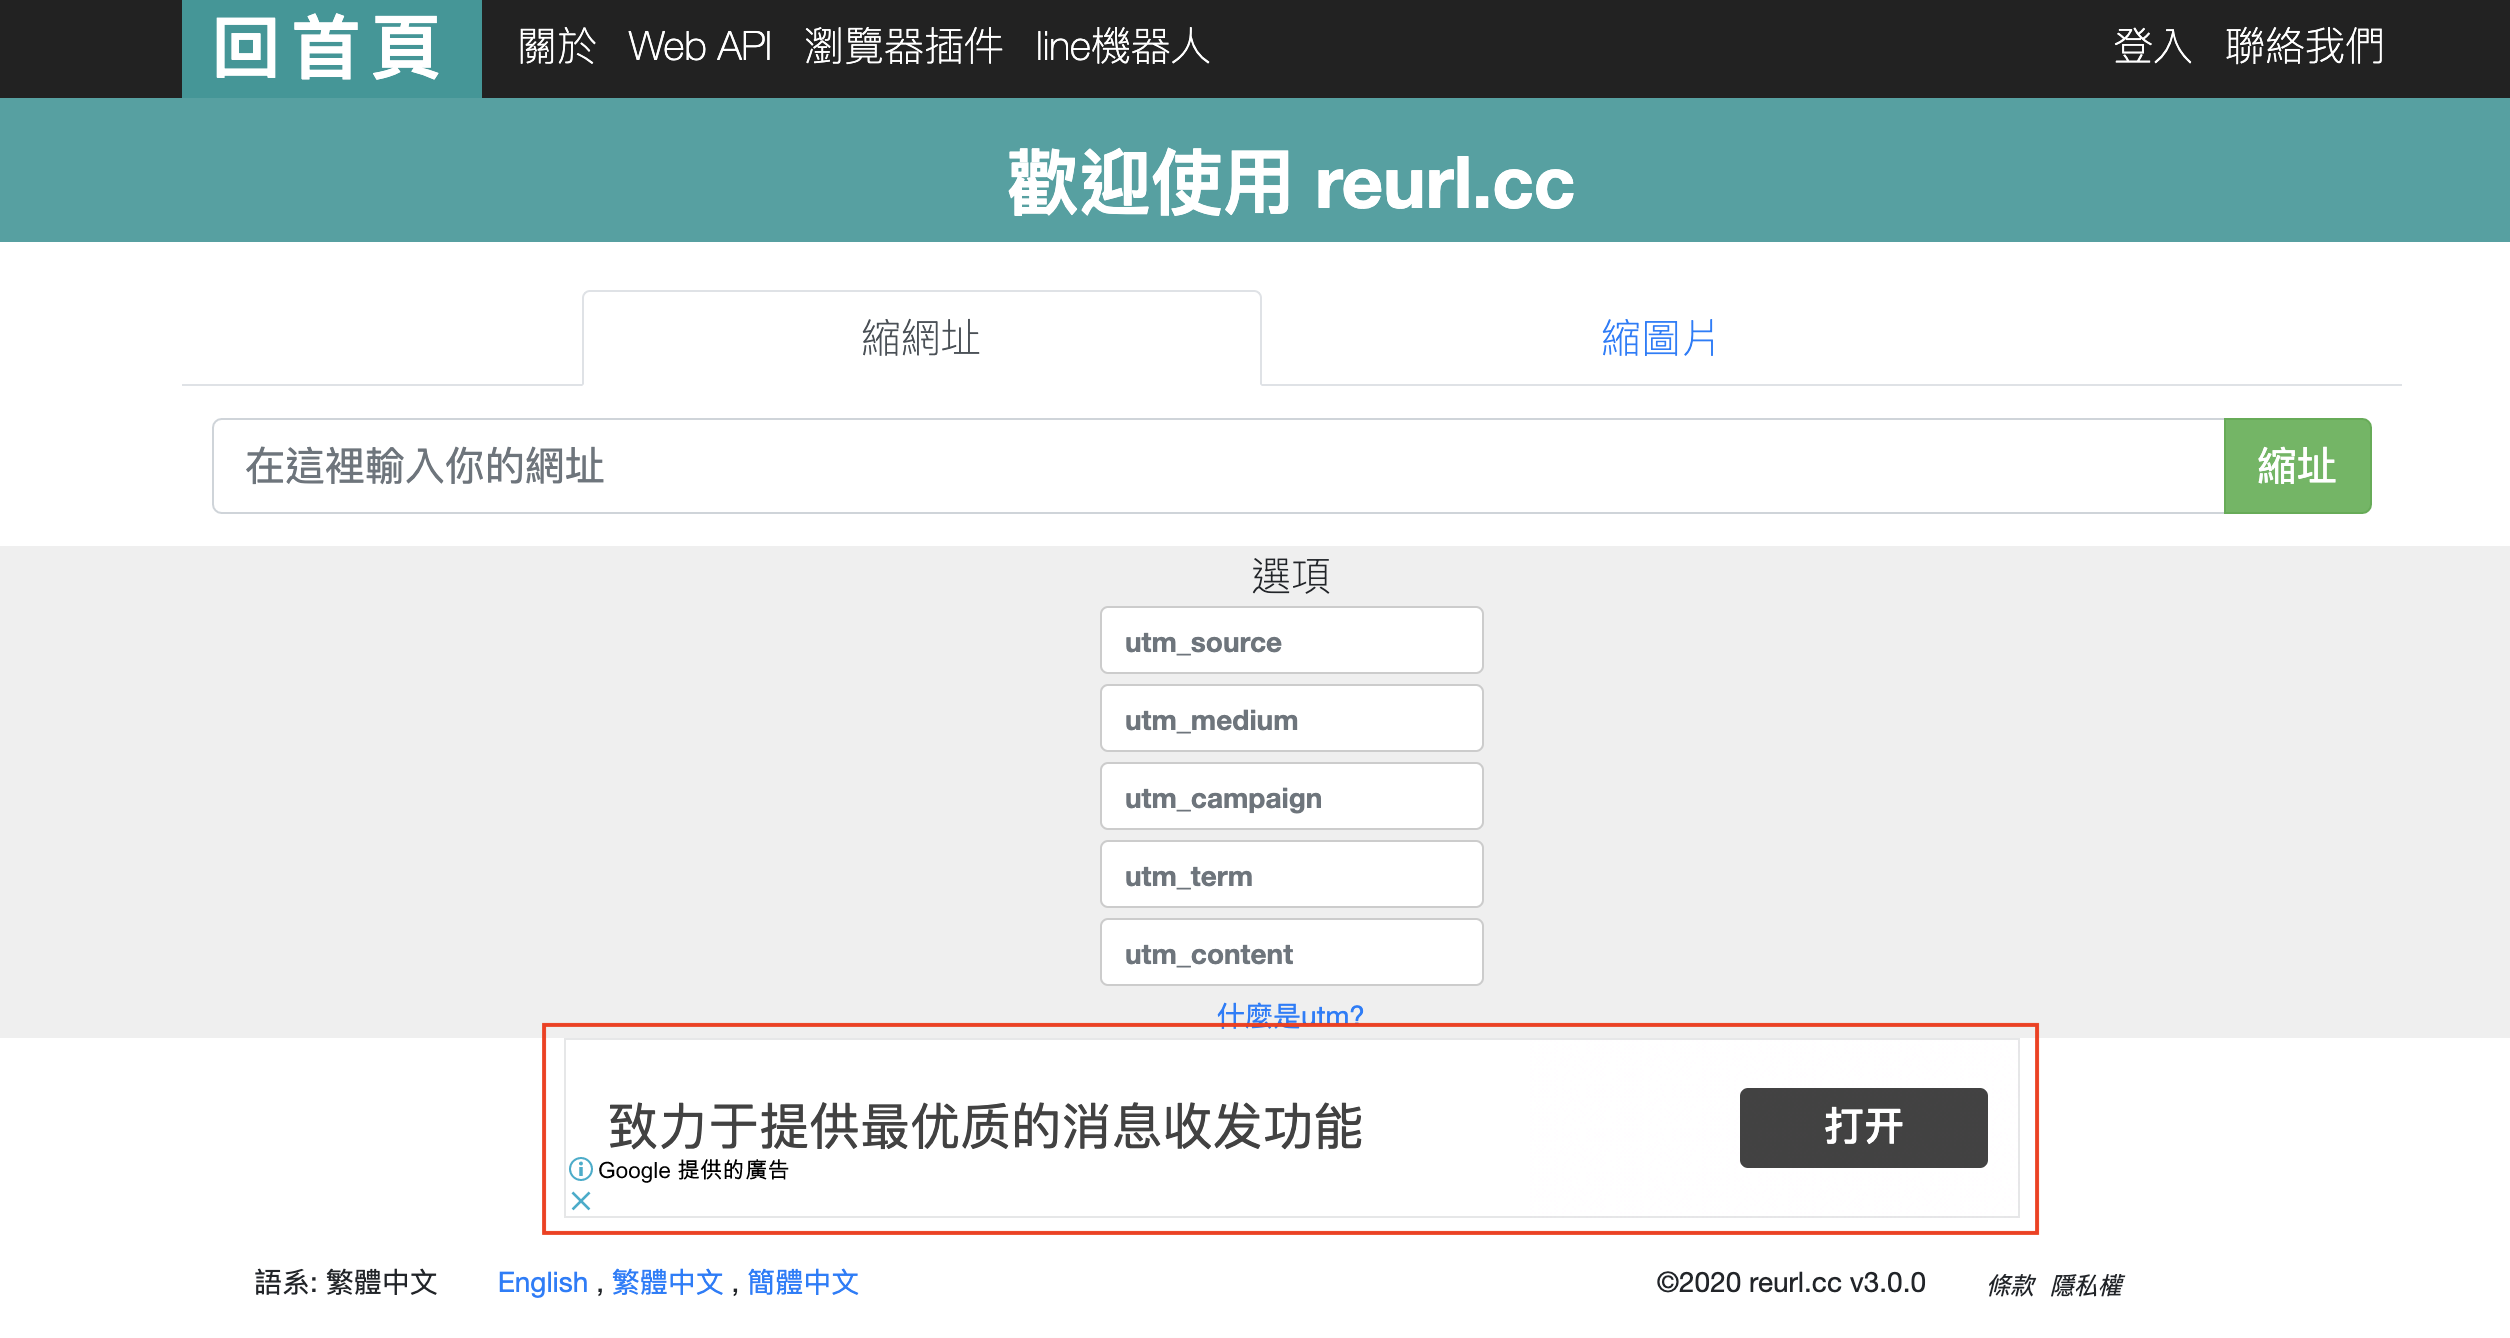 回首頁 關於 Web API 瀏覽器插件 line機器人 登入 聯絡我們
歡迎使用 reurl.cc
縮網址 縮圖片
在這裡輸入你的網址 縮址
選項
utm_source
utm_medium
utm_campaign
utm_term
utm_content
什麼是utm?
致力于提供最优质的消息收发功能 打开
Google 提供的廣告
語系: 繁體中文 English , 繁體中文 , 簡體中文 ©2020 reurl.cc v3.0.0 條款 隱私權